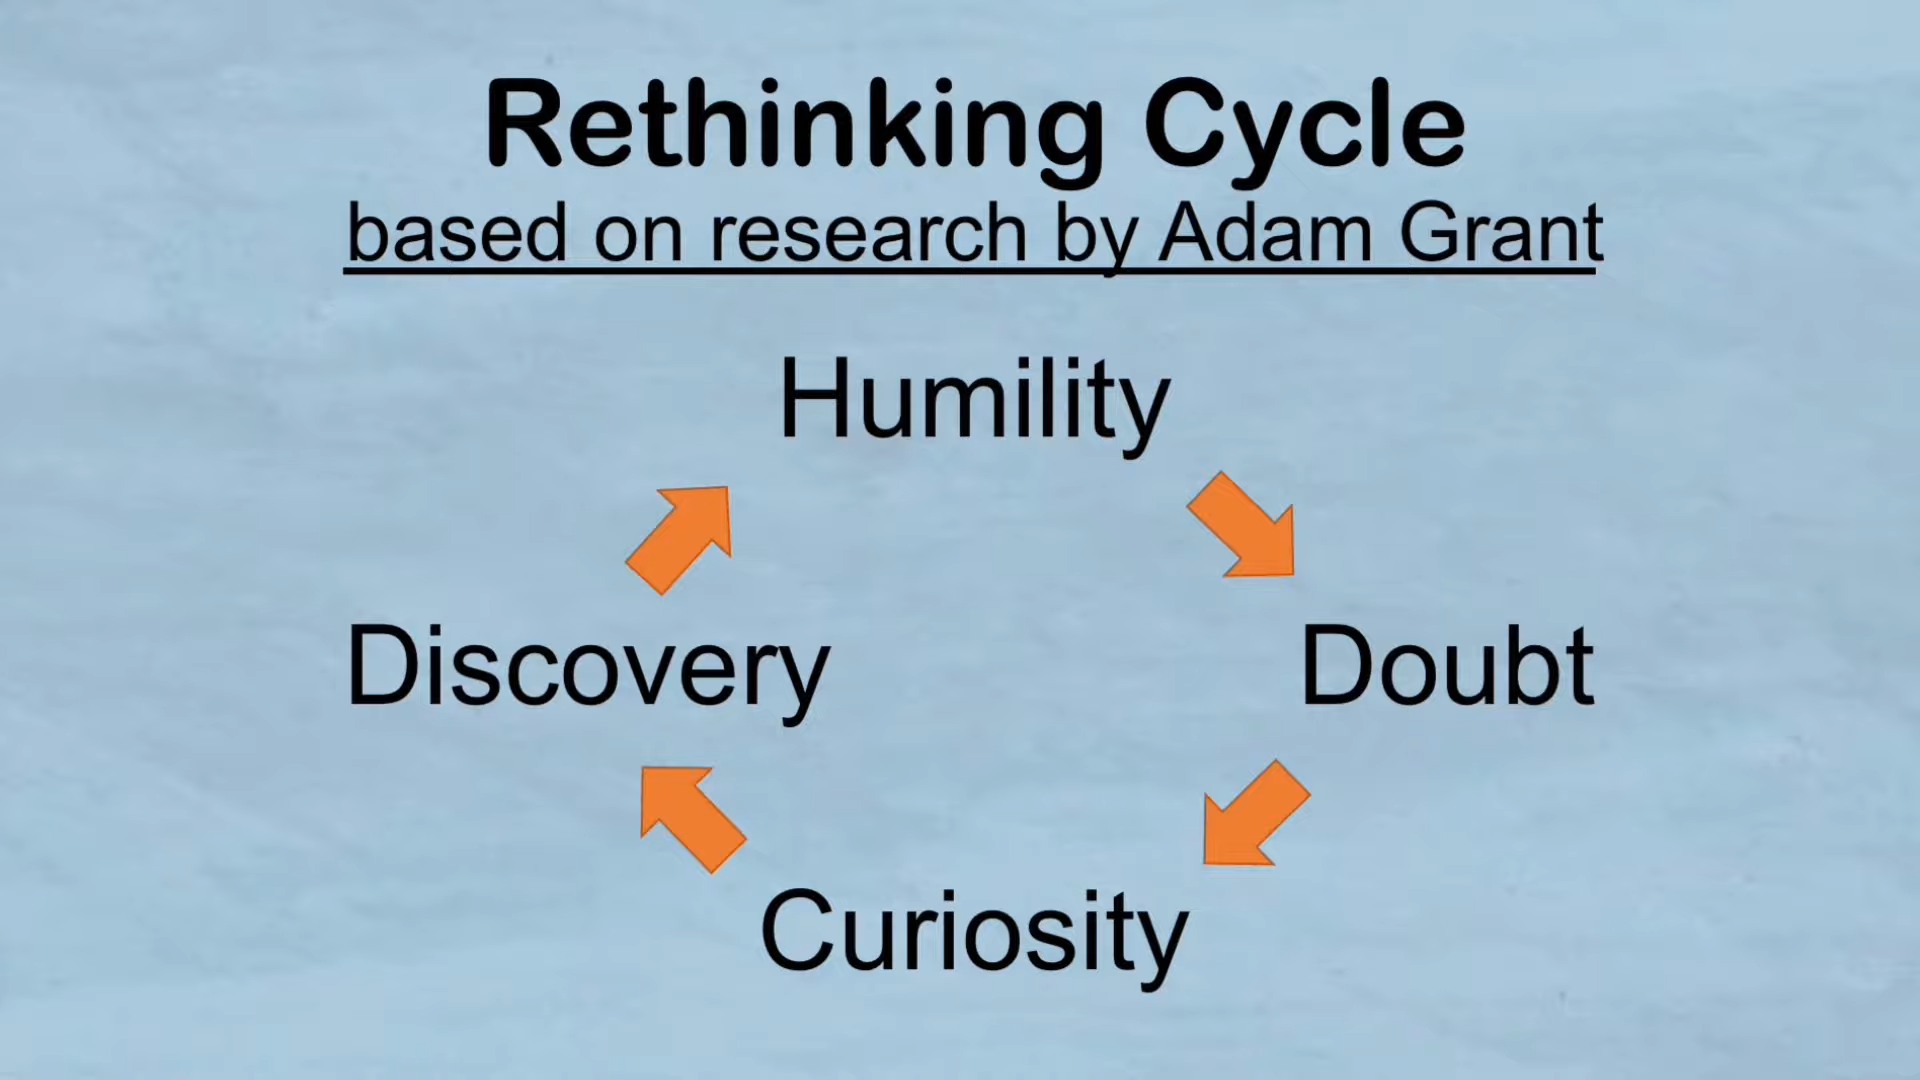 Rethinking Cycle
based on research by Adam Grant
Humility
Discovery
Doubt
Curiosity